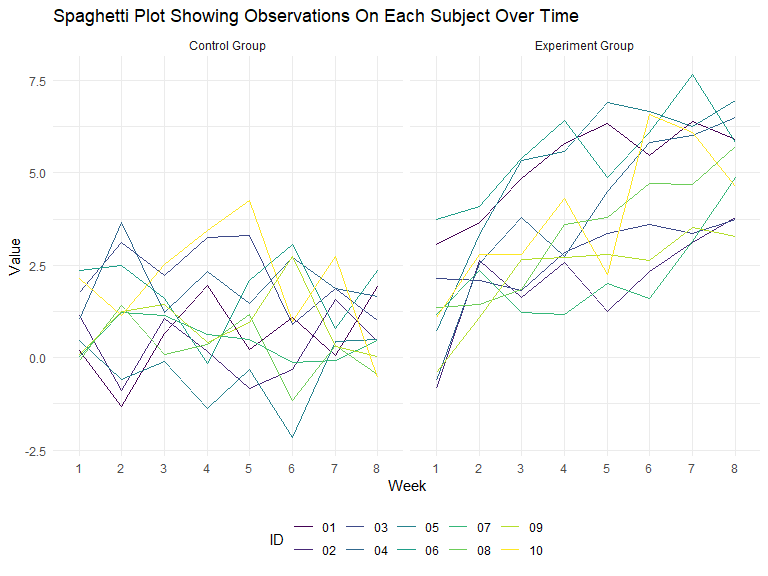 Spaghetti Plot Showing Observations On Each Subject Over Time
Control Group
Experiment Group
Value
7.5
5.0
2.5
0.0
-2.5
1 2 3 4 5 6 7 8
1 2 3 4 5 6 7 8
Week
ID
01 03 05 07 09
02 04 06 08 10